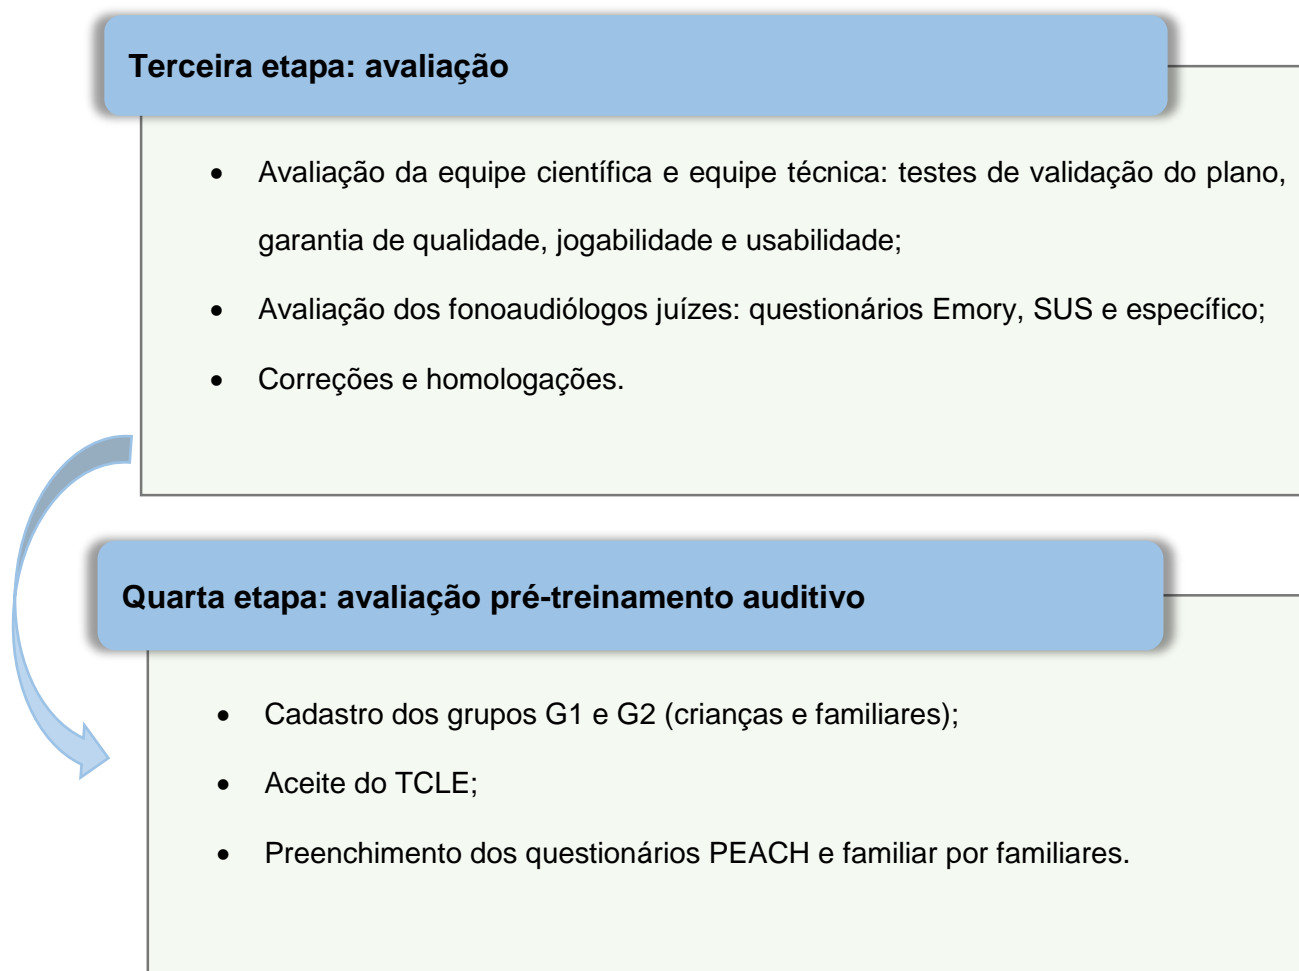 Terceira etapa: avaliação
• Avaliação da equipe científica e equipe técnica: testes de validação do plano,
garantia de qualidade, jogabilidade e usabilidade;
• Avaliação dos fonoaudiólogos juízes: questionários Emory, SUS e específico;
• Correções e homologações.
Quarta etapa: avaliação pré-treinamento auditivo
• Cadastro dos grupos G1 e G2 (crianças e familiares);
• Aceite do TCLE;
• Preenchimento dos questionários PEACH e familiar por familiares.